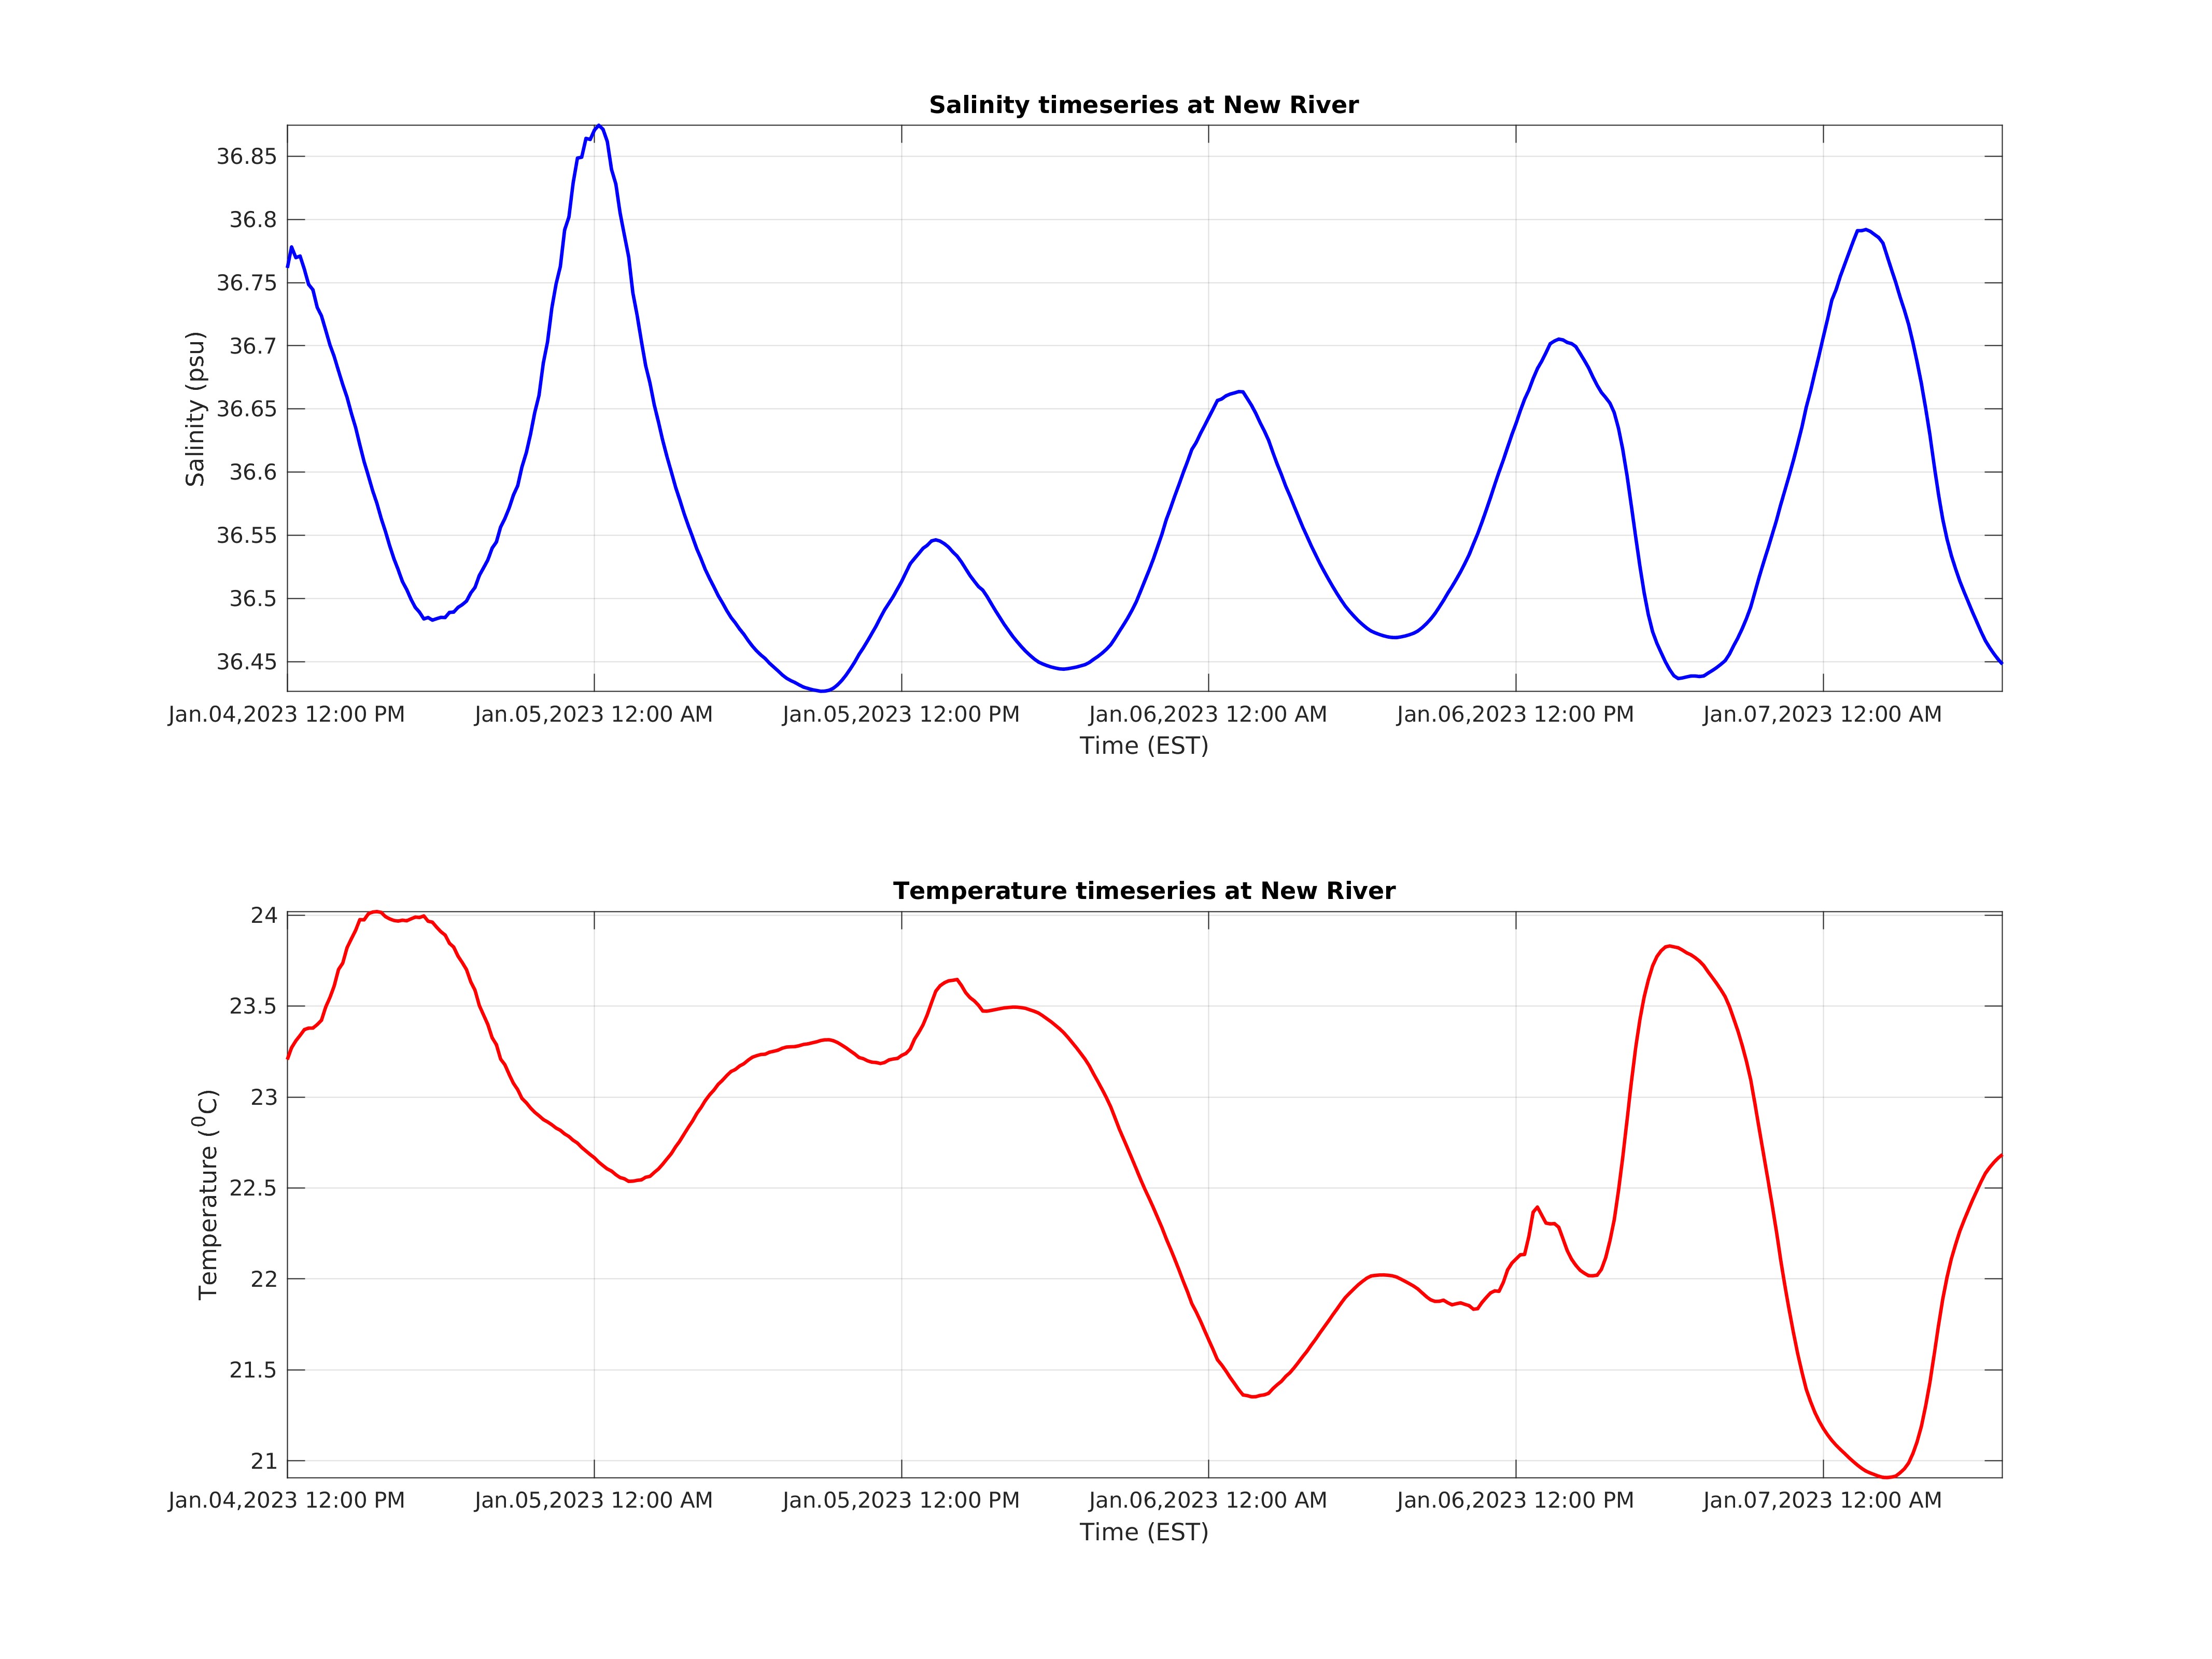 Salinity timeseries at New River
36.85
36.8
36.75
36.7
36.65
36.6
36.55
36.5
36.45
Salinity (psu)
Jan.04,2023 12:00 PM Jan.05,2023 12:00 AM Jan.05,2023 12:00 PM Jan.06,2023 12:00 AM Jan.06,2023 12:00 PM Jan.07,2023 12:00 AM
Time (EST)
Temperature timeseries at New River
24
23.5
23
22.5
22
21.5
21
Temperature (⁰C)
Jan.04,2023 12:00 PM Jan.05,2023 12:00 AM Jan.05,2023 12:00 PM Jan.06,2023 12:00 AM Jan.06,2023 12:00 PM Jan.07,2023 12:00 AM
Time (EST)